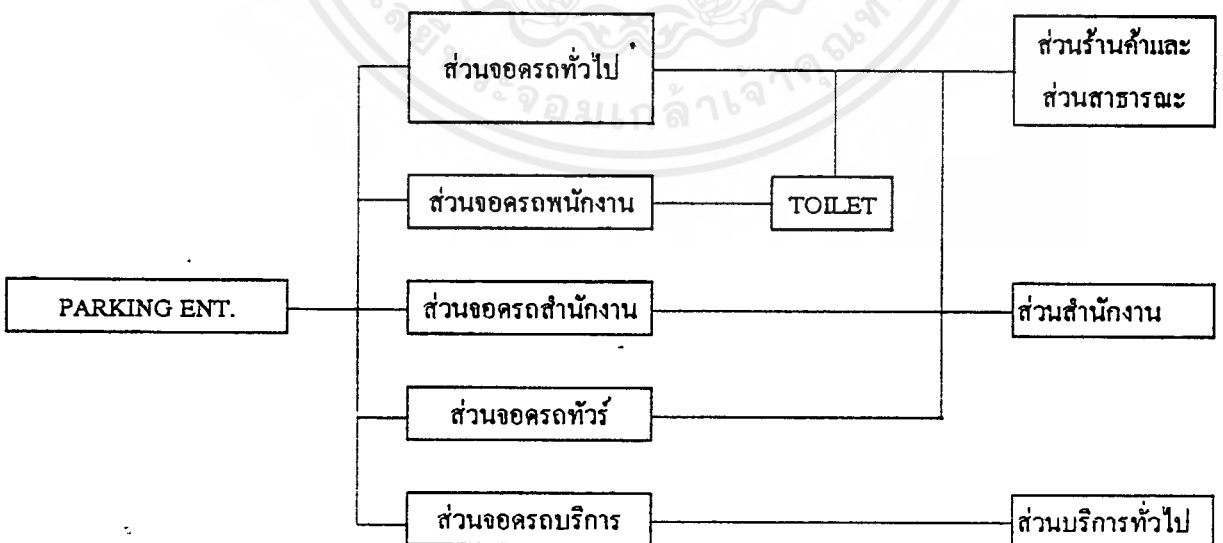 ส่วนจอดรถทั่วไป
ส่วนร้านค้าและ
ส่วนสาธารณะ
ส่วนจอดรถพนักงาน
TOILET
PARKING ENT.
ส่วนจอดรถสำนักงาน
ส่วนสำนักงาน
ส่วนจอดรถทัวร์
ส่วนจอดรถบริการ
ส่วนบริการทั่วไป